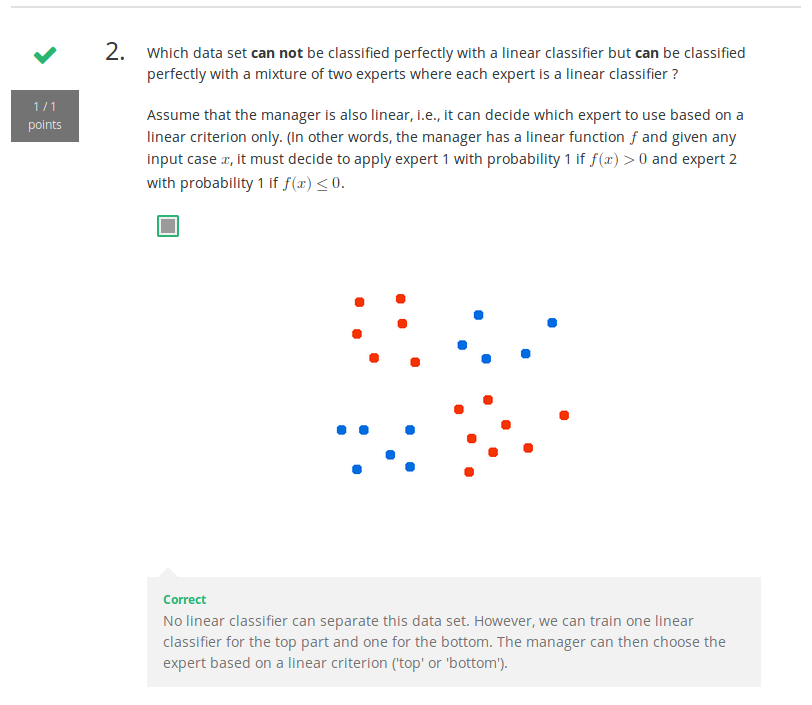 2.
Which data set can not be classified perfectly with a linear classifier but can be classified
perfectly with a mixture of two experts where each expert is a linear classifier ?
1 / 1
points
Assume that the manager is also linear, i.e., it can decide which expert to use based on a
linear criterion only. (In other words, the manager has a linear function f and given any
input case x, it must decide to apply expert 1 with probability 1 if f(x) > 0 and expert 2
with probability 1 if f(x) ≤ 0.
Correct
No linear classifier can separate this data set. However, we can train one linear
classifier for the top part and one for the bottom. The manager can then choose the
expert based on a linear criterion ('top' or 'bottom').